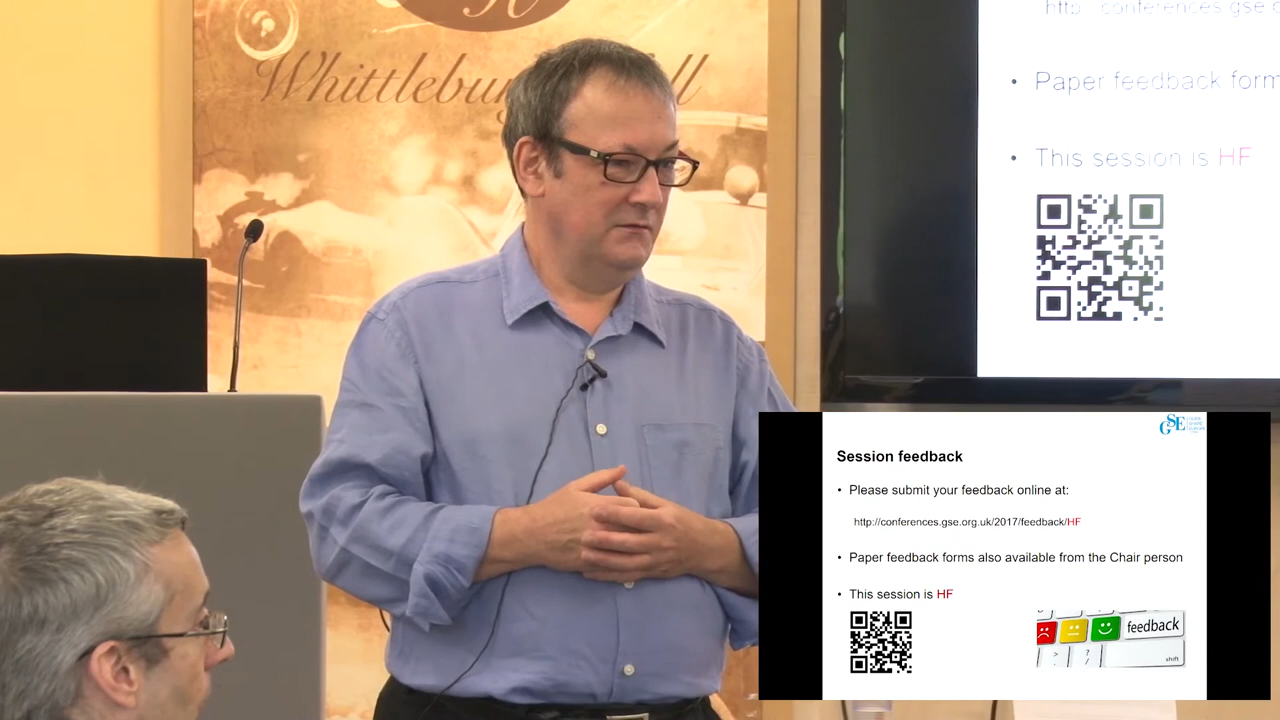 Whittlebu ll
http conferences gse
• Paper feedback form
• This session is HF
GSE
Session feedback
• Please submit your feedback online at:
http://conferences.gse.org.uk/2017/feedback/HF
• Paper feedback forms also available from the Chair person
• This session is HF
feedback
> ? / shift